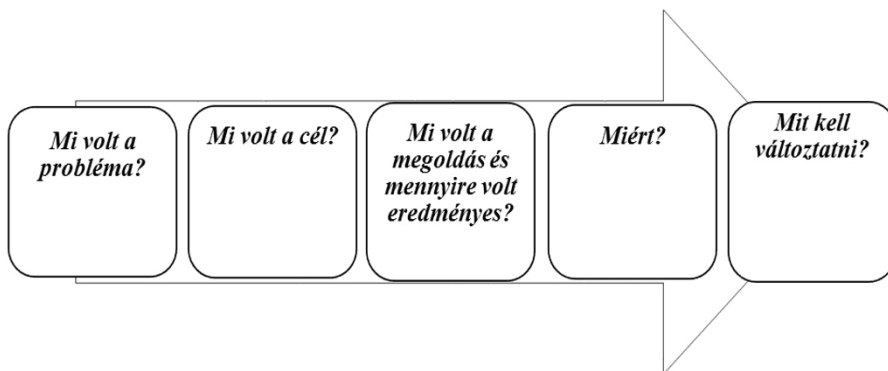 Mi volt a
probléma?
Mi volt a cél?
Mi volt a
megoldás és
mennyire volt
eredményes?
Miért?
Mit kell
változtatni?